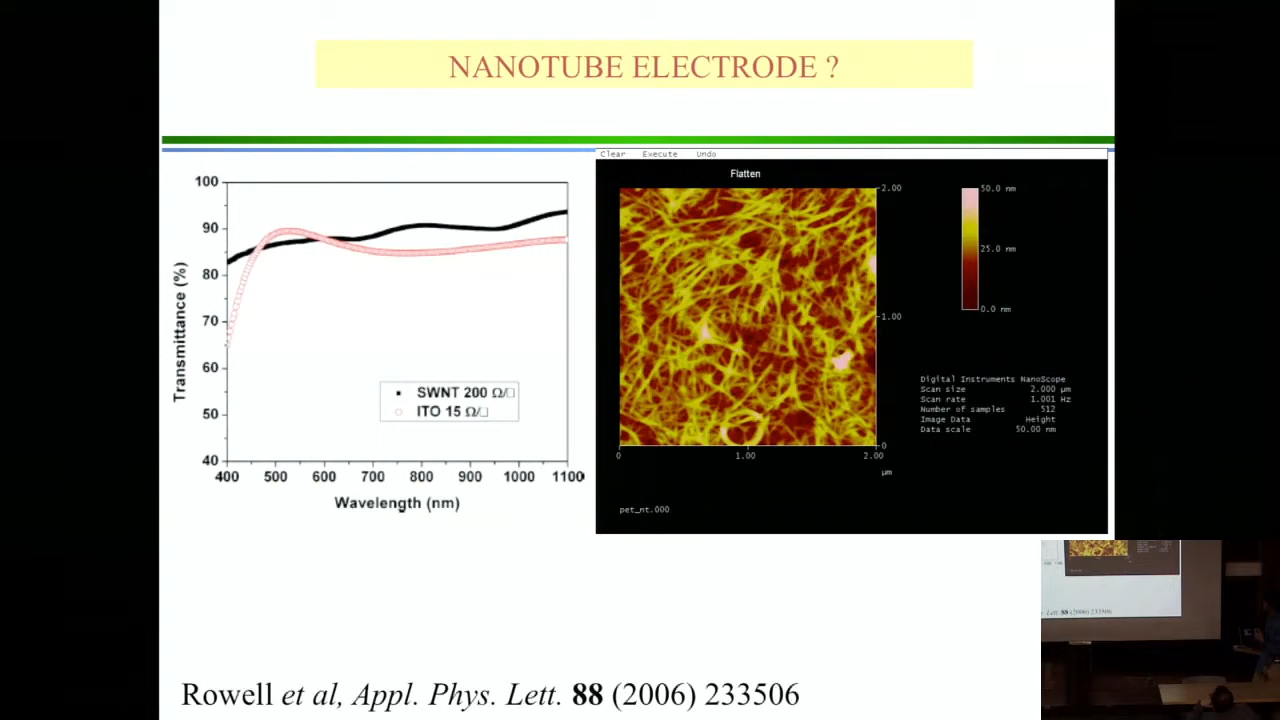 NANOTUBE ELECTRODE ?
Clear Execute Undo
Flatten
100
90
80
70
60
50
40
Transmittance (%)
SWNT 200 Ω/□
ITO 15 Ω/□
400 500 600 700 800 900 1000 1100
Wavelength (nm)
2.00
1.00
0
0 1.00 2.00
µm
50.0 nm
25.0 nm
0.0 nm
Digital Instruments NanoScope
Scan size 2.000 µm
Scan rate 1.001 Hz
Number of samples 512
Image Data Height
Data scale 50.00 nm
pet_nt.000
Rowell et al, Appl. Phys. Lett. 88 (2006) 233506
Lett. 88 (2006) 233506